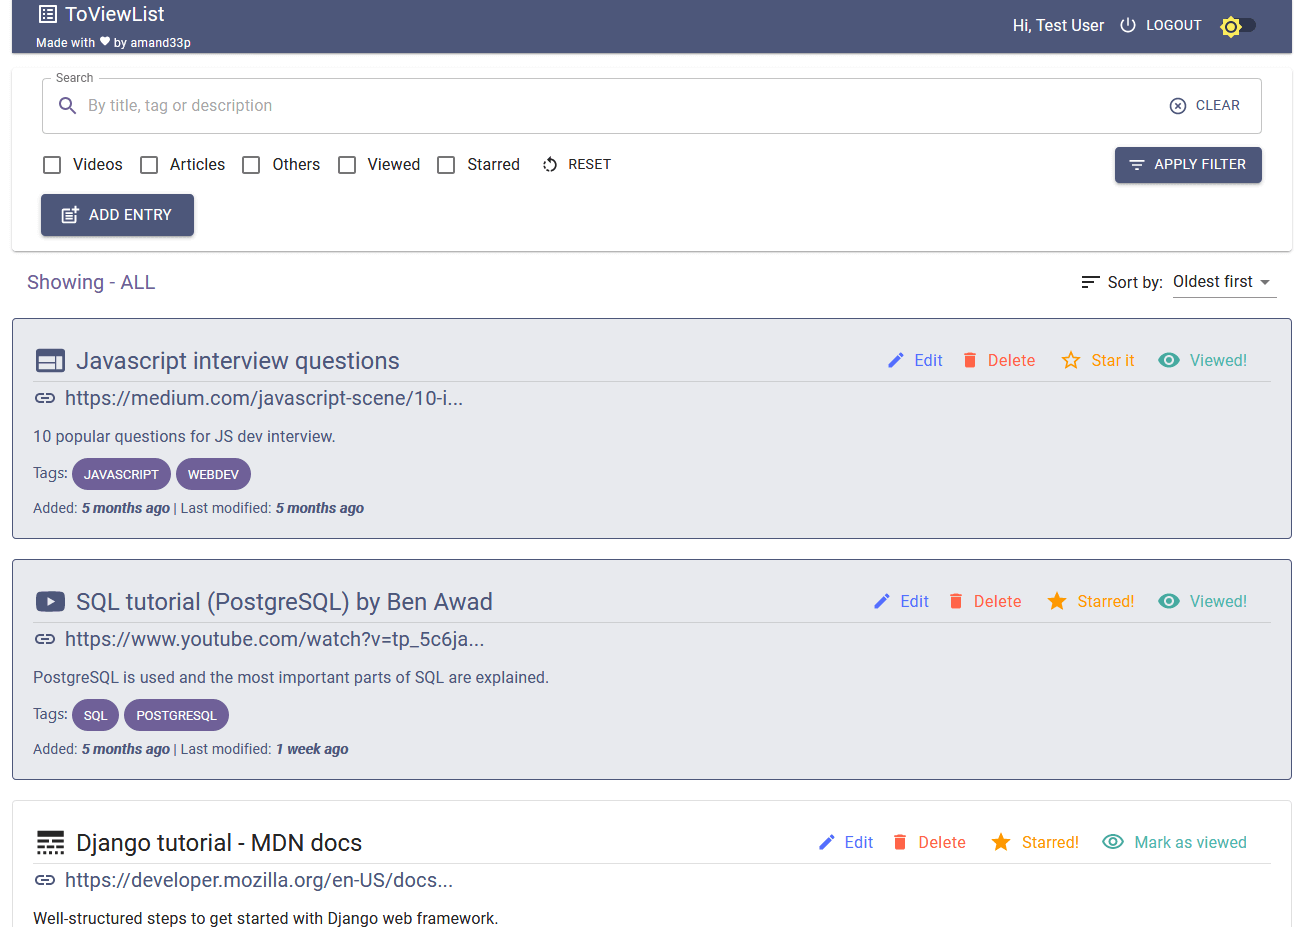 ToViewList
Made with ♥ by amand33p
Hi, Test User LOGOUT
Search
By title, tag or description
CLEAR
Videos Articles Others Viewed Starred RESET
APPLY FILTER
ADD ENTRY
Showing - ALL
Sort by: Oldest first
Javascript interview questions
Edit Delete Star it Viewed!
https://medium.com/javascript-scene/10-i...
10 popular questions for JS dev interview.
Tags: JAVASCRIPT WEBDEV
Added: 5 months ago | Last modified: 5 months ago
SQL tutorial (PostgreSQL) by Ben Awad
Edit Delete Starred! Viewed!
https://www.youtube.com/watch?v=tp_5c6ja...
PostgreSQL is used and the most important parts of SQL are explained.
Tags: SQL POSTGRESQL
Added: 5 months ago | Last modified: 1 week ago
Django tutorial - MDN docs
Edit Delete Starred! Mark as viewed
https://developer.mozilla.org/en-US/docs...
Well-structured steps to get started with Django web framework.